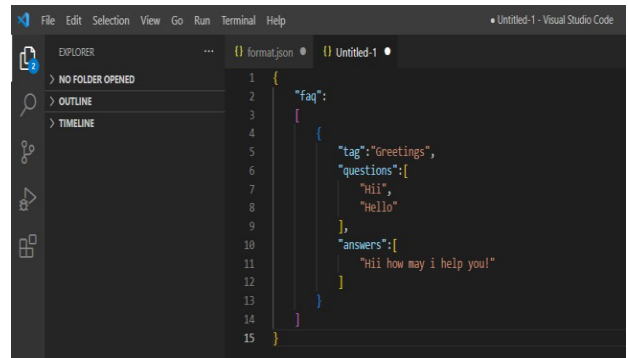 File Edit Selection View Go Run Terminal Help ● Untitled-1 - Visual Studio Code
EXPLORER ··· {} format.json ● {} Untitled-1 ●
2
> NO FOLDER OPENED
> OUTLINE
> TIMELINE
1 {
2 "faq":
3 [
4 {
5 "tag":"Greetings",
6 "questions":[
7 "Hii",
8 "Hello"
9 ],
10 "answers":[
11 "Hii how may i help you!"
12 ]
13 }
14 ]
15 }